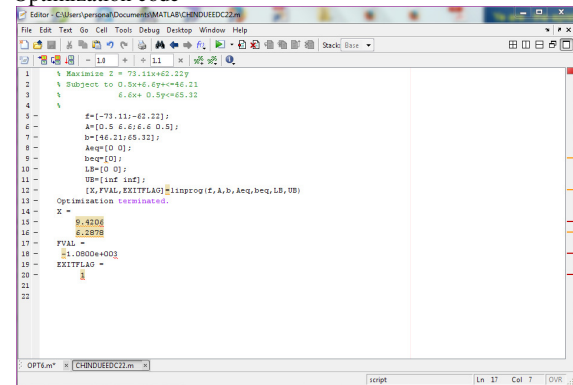 Optimization code
Editor - C:\Users\personal\Documents\MATLAB\CHINDUEEDC22.m
File Edit Text Go Cell Tools Debug Desktop Window Help
Stack: Base
- 1.0 + ÷ 1.1 ×
1 % Maximize Z = 73.11x+62.22y
2 % Subject to 0.5x+6.6y+<=46.21
3 % 6.6x+ 0.5y<=65.32
4 %
5 - f=[-73.11;-62.22];
6 - A=[0.5 6.6;6.6 0.5];
7 - b=[46.21;65.32];
8 - Aeq=[0 0];
9 - beq=[0];
10 - LB=[0 0];
11 - UB=[inf inf];
12 - [X,FVAL,EXITFLAG]=linprog(f,A,b,Aeq,beq,LB,UB)
13 - Optimization terminated.
14 - X =
15 - 9.4206
16 - 6.2878
17 - FVAL =
18 - -1.0800e+003
19 - EXITFLAG =
20 - 1
21
22
OPT6.m* × CHINDUEEDC22.m ×
script Ln 17 Col 7 OVR